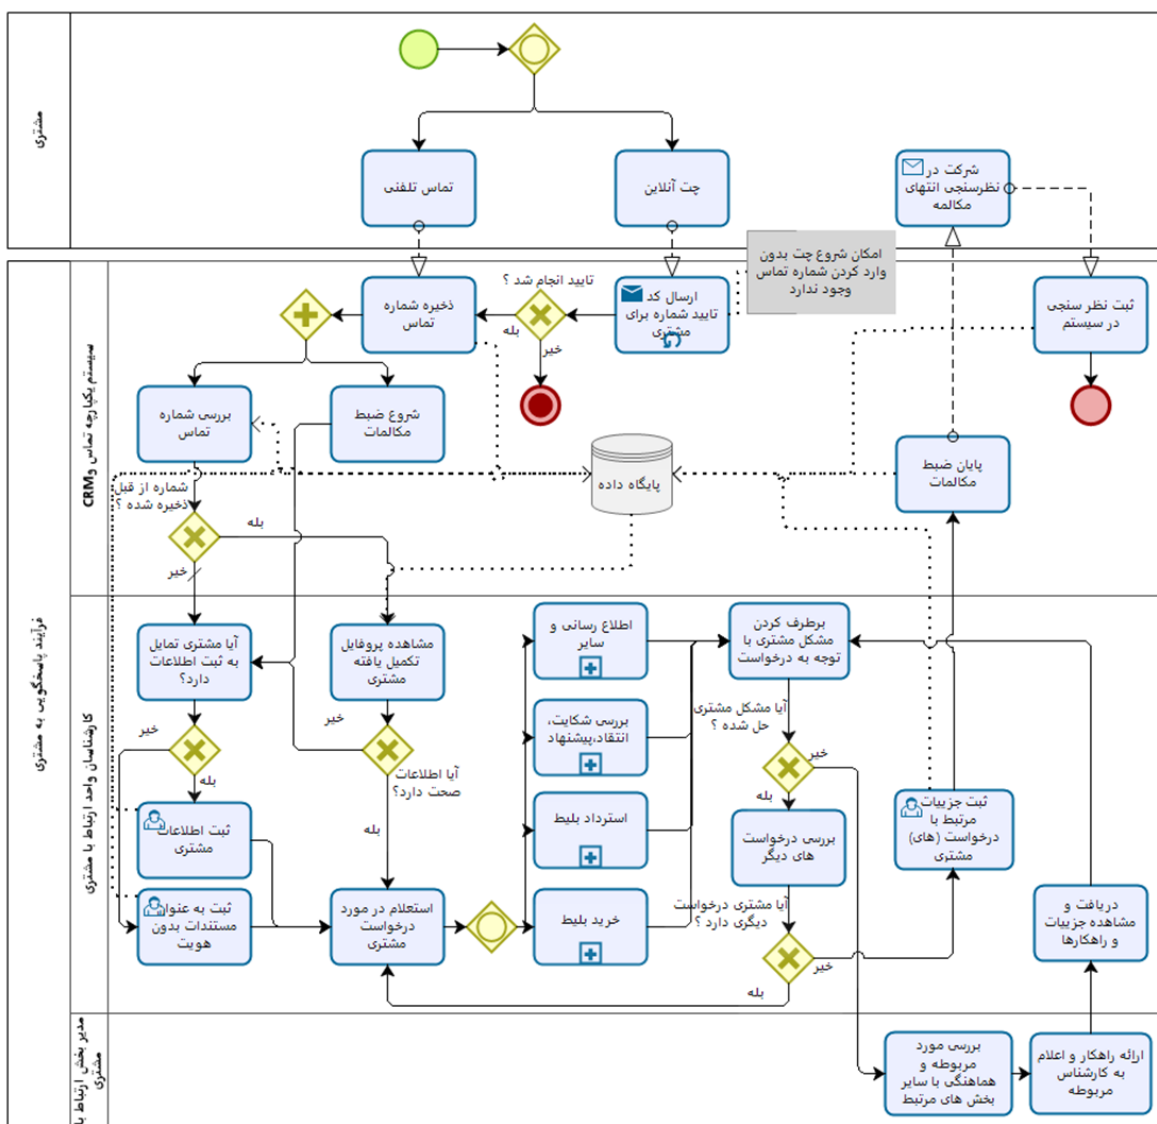 مشتری
تماس تلفنی
چت آنلاین
شرکت در
نظرسنجی انتهای
مکالمه
امکان شروع چت بدون
وارد کردن شماره تماس
وجود ندارد
فرآیند پاسخگویی به مشتری
سیستم یکپارچه تماس وCRM
ذخیره شماره
تماس
تایید انجام شد ؟
بله
خیر
ارسال کد
تایید شماره برای
مشتری
ثبت نظر سنجی
در سیستم
بررسی شماره
تماس
شروع ضبط
مکالمات
پایگاه داده
پایان ضبط
مکالمات
شماره از قبل
ذخیره شده ؟
بله
خیر
کارشناسان واحد ارتباط با مشتری
آیا مشتری تمایل
به ثبت اطلاعات
دارد؟
مشاهده پروفایل
تکمیل یافته
مشتری
اطلاع رسانی و
سایر
برطرف کردن
مشکل مشتری با
توجه به درخواست
خیر
بله
خیر
آیا اطلاعات
صحت دارد؟
بله
بررسی شکایت،
انتقاد،پیشنهاد
آیا مشکل مشتری
حل شده ؟
خیر
بله
ثبت اطلاعات
مشتری
استرداد بلیط
بررسی درخواست
های دیگر
ثبت جزییات
مرتبط با
درخواست (های)
مشتری
ثبت به عنوان
مستندات بدون
هویت
استعلام در مورد
درخواست
مشتری
خرید بلیط
آیا مشتری درخواست
دیگری دارد ؟
خیر
بله
دریافت و
مشاهده جزییات
و راهکارها
مدیر بخش ارتباط با
مشتری
بررسی مورد
مربوطه و
هماهنگی با سایر
بخش های مرتبط
ارائه راهکار و اعلام
به کارشناس
مربوطه